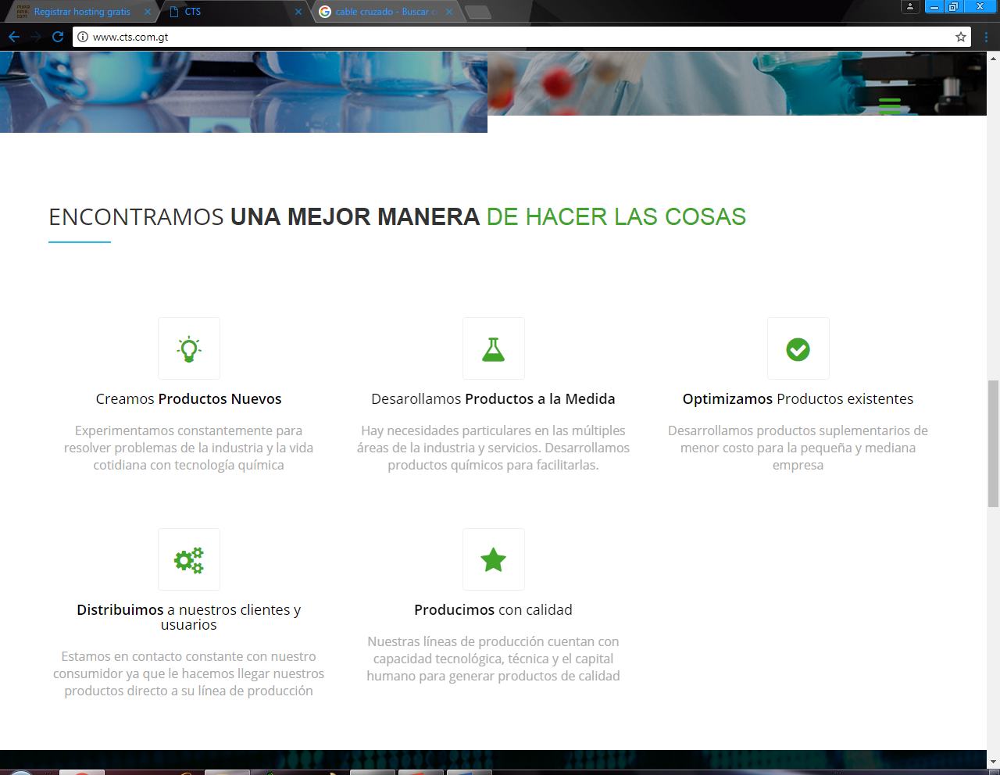 Registrar hosting gratis
CTS
cable cruzado - Buscar c
www.cts.com.gt
ENCONTRAMOS UNA MEJOR MANERA DE HACER LAS COSAS
Creamos Productos Nuevos
Experimentamos constantemente para
resolver problemas de la industria y la vida
cotidiana con tecnología química
Desarollamos Productos a la Medida
Hay necesidades particulares en las múltiples
áreas de la industria y servicios. Desarrollamos
productos químicos para facilitarlas.
Optimizamos Productos existentes
Desarrollamos productos suplementarios de
menor costo para la pequeña y mediana
empresa
Distribuimos a nuestros clientes y
usuarios
Estamos en contacto constante con nuestro
consumidor ya que le hacemos llegar nuestros
productos directo a su línea de producción
Producimos con calidad
Nuestras líneas de producción cuentan con
capacidad tecnológica, técnica y el capital
humano para generar productos de calidad